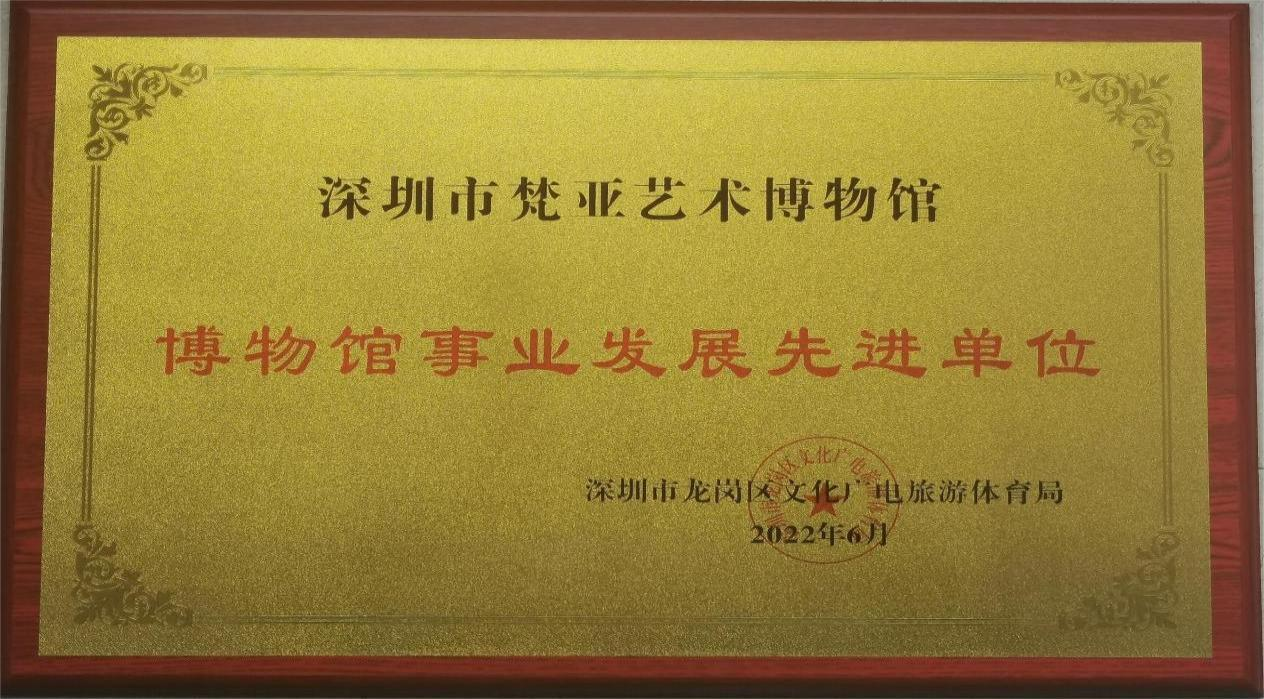 深圳市梵亚艺术博物馆
博物馆事业发展先进单位
深圳市龙岗区文化广电旅游体育局
2022年6月